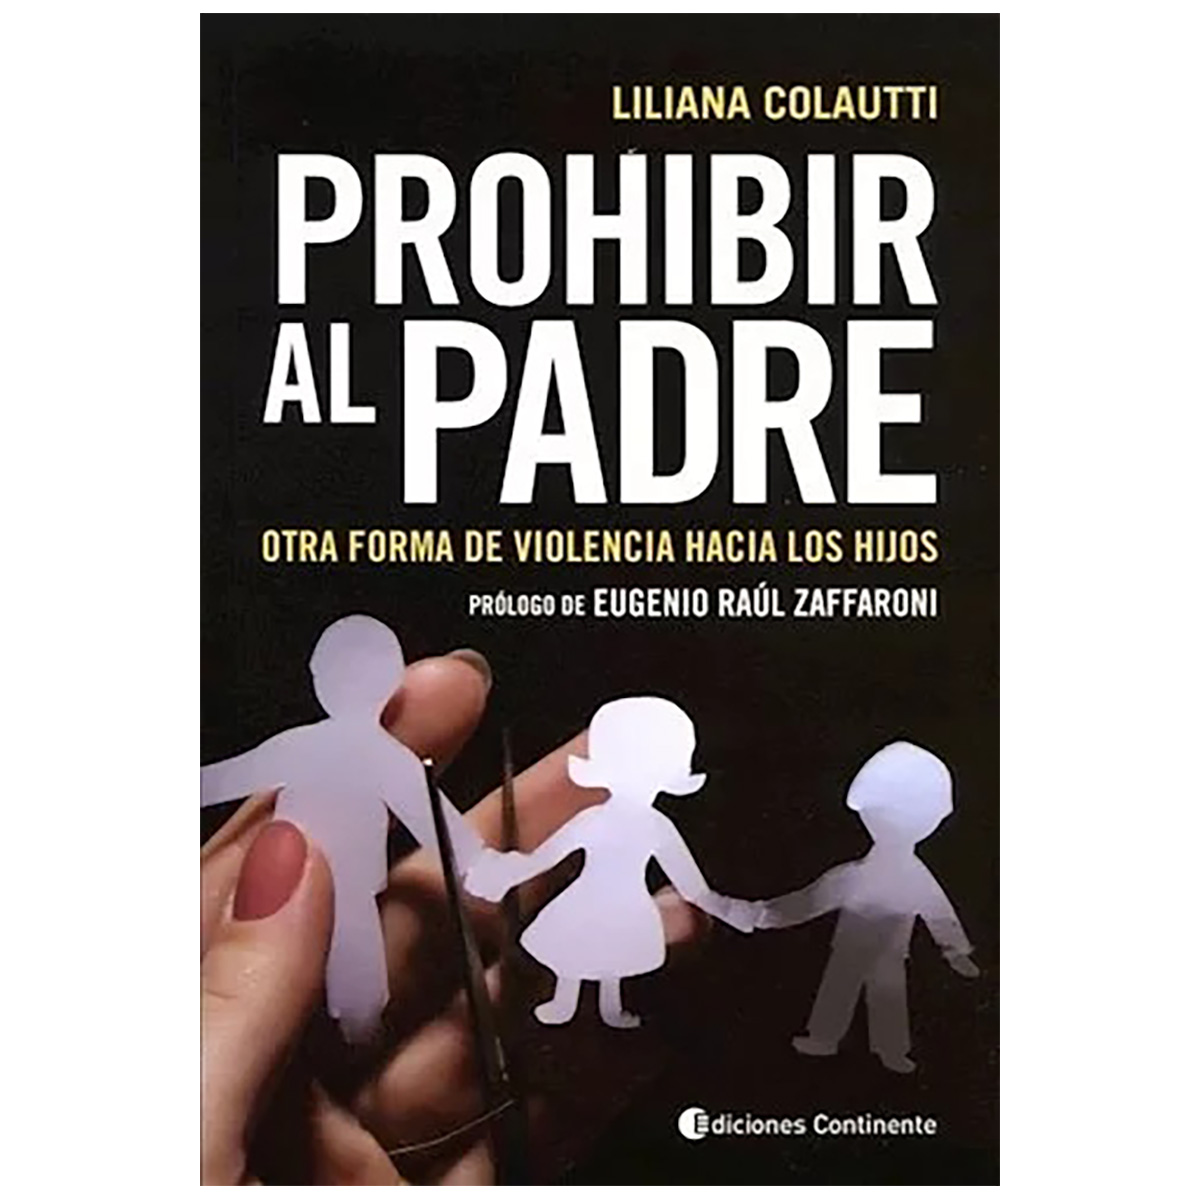 LILIANA COLAUTTI
PROHIBIR
AL PADRE
OTRA FORMA DE VIOLENCIA HACIA LOS HIJOS
PRÓLOGO DE EUGENIO RAÚL ZAFFARONI
Ediciones Continente